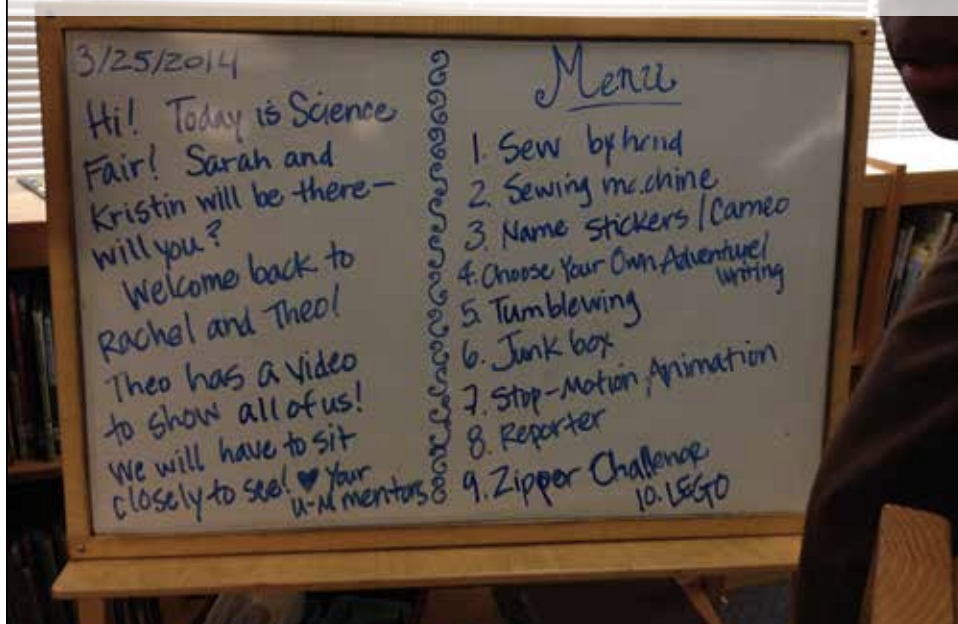 3/25/2014
Hi! Today is Science
Fair! Sarah and
Kristin will be there—
will you?
Welcome back to
Rachel and Theo!
Theo has a video
to show all of us!
We will have to sit
closely to see! ♥ Your
U-M mentors
Menu
1. Sew by hand
2. Sewing machine
3. Name Stickers / Cameo
4. Choose Your Own Adventure/
writing
5. Tumblewing
6. Junk box
7. Stop-Motion Animation
8. Reporter
9. Zipper Challenge
10. LEGO